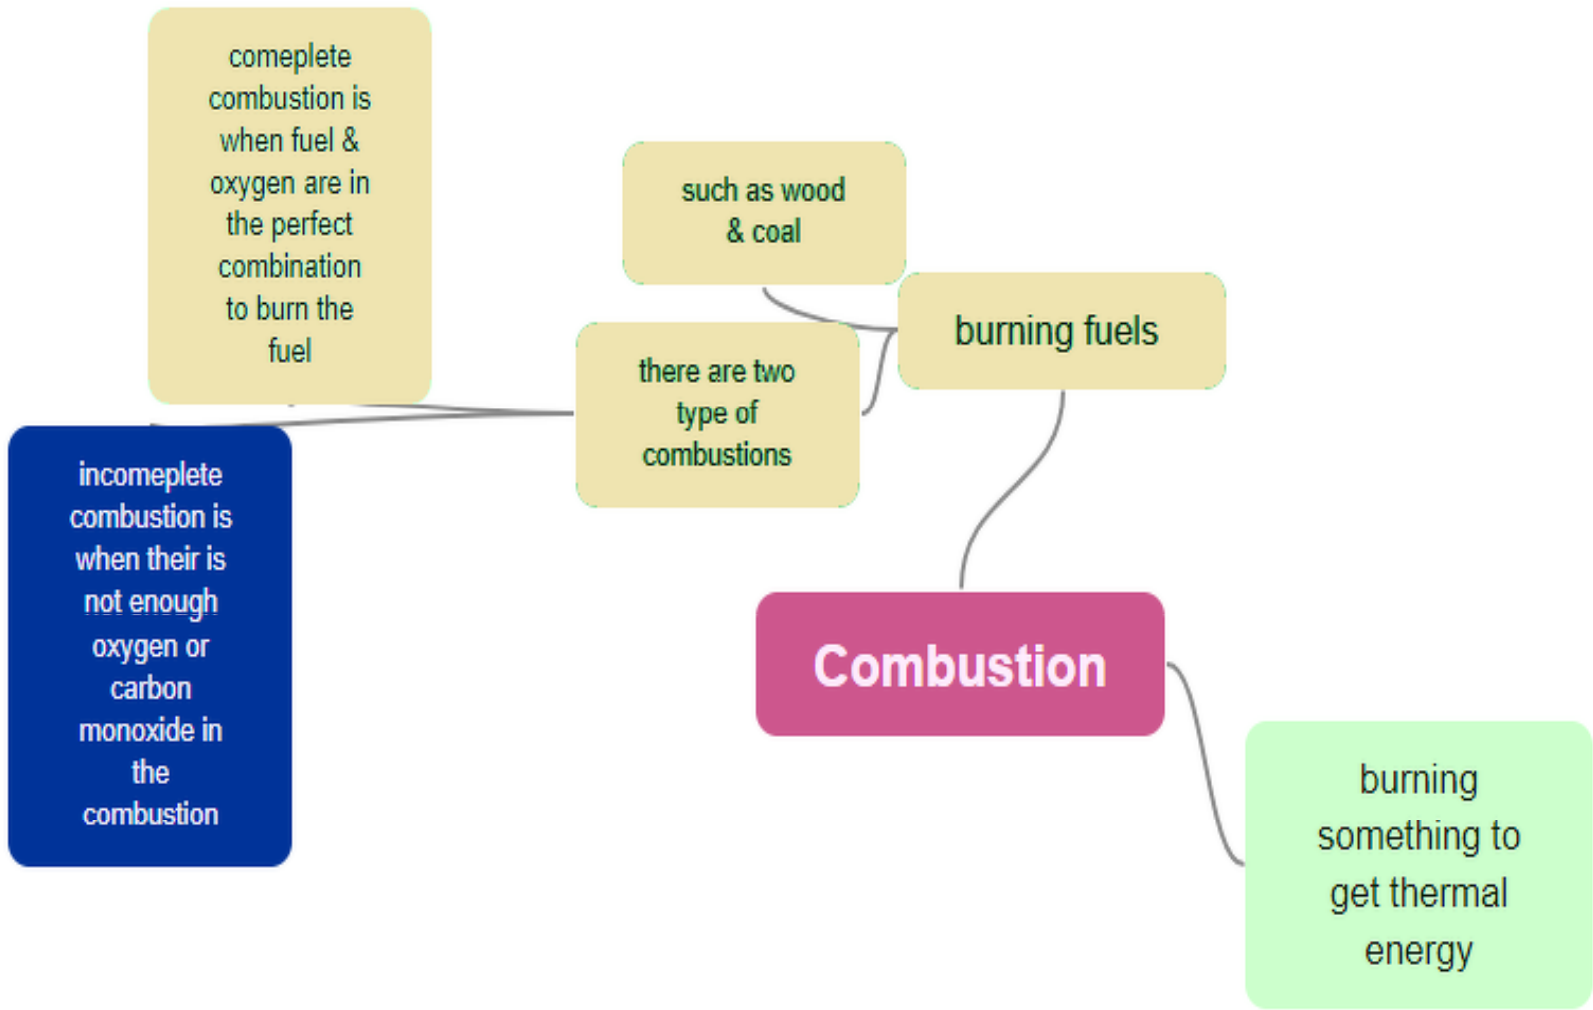 comeplete
combustion is
when fuel &
oxygen are in
the perfect
combination
to burn the
fuel
such as wood
& coal
burning fuels
there are two
type of
combustions
incomeplete
combustion is
when their is
not enough
oxygen or
carbon
monoxide in
the
combustion
Combustion
burning
something to
get thermal
energy